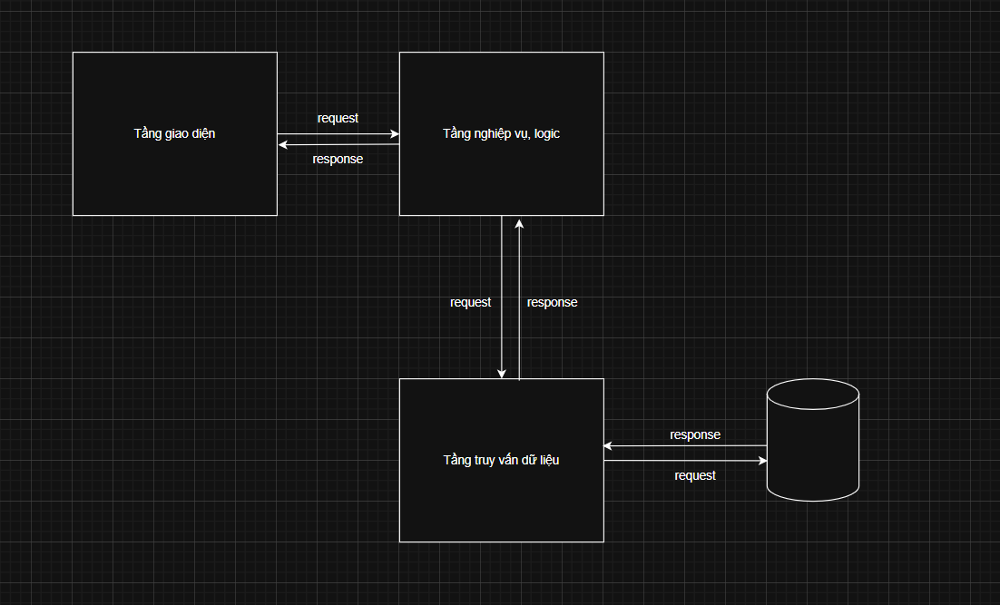 Tầng giao diện
request
response
Tầng nghiệp vụ, logic
request
response
Tầng truy vấn dữ liệu
response
request